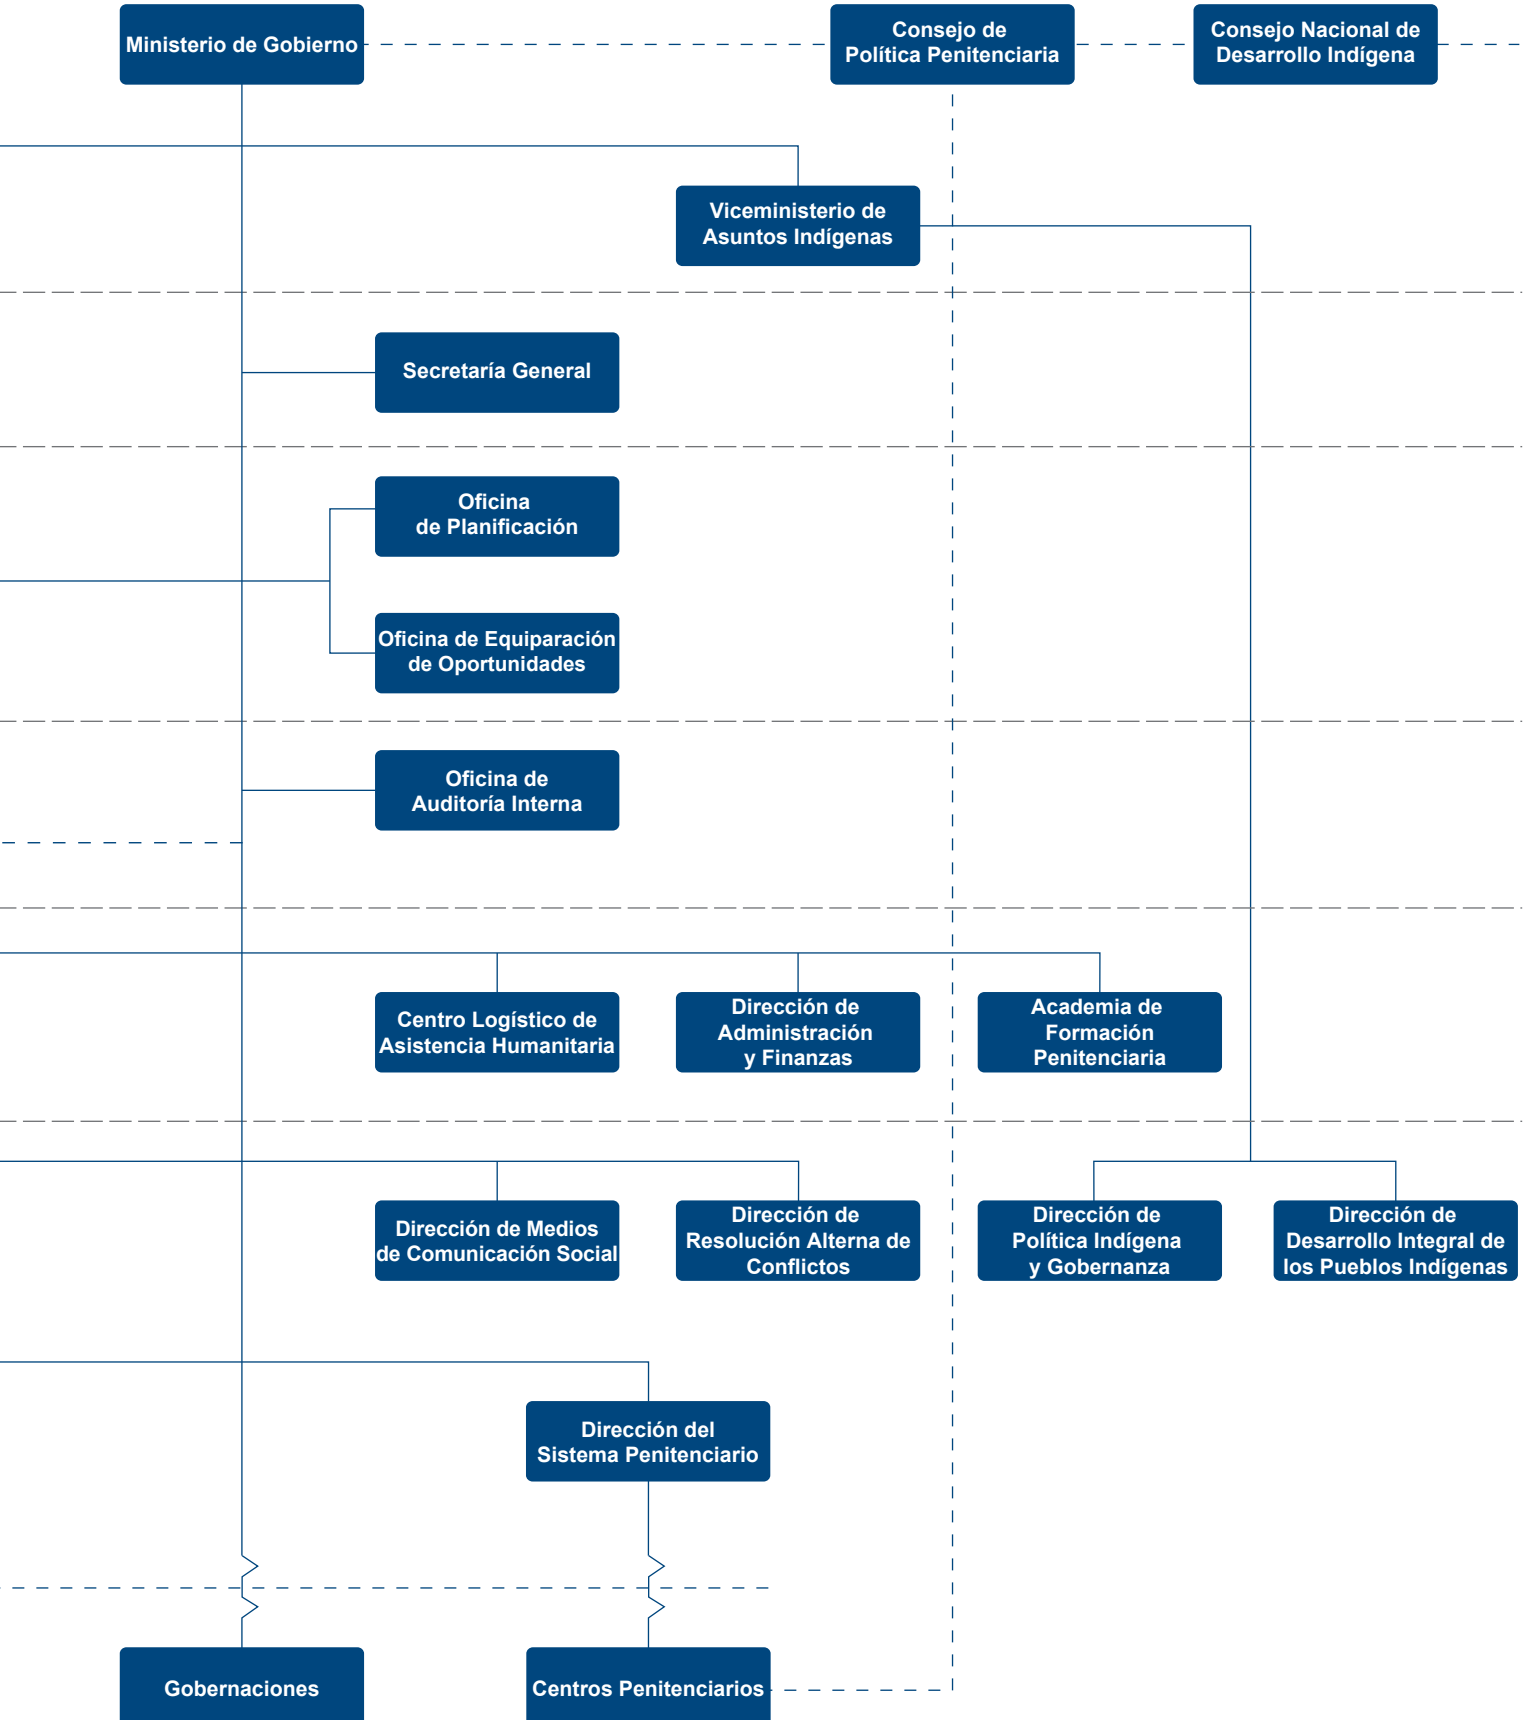 Ministerio de Gobierno
Consejo de
Política Penitenciaria
Consejo Nacional de
Desarrollo Indígena
Viceministerio de
Asuntos Indígenas
Secretaría General
Oficina
de Planificación
Oficina de Equiparación
de Oportunidades
Oficina de
Auditoría Interna
Centro Logístico de
Asistencia Humanitaria
Dirección de
Administración
y Finanzas
Academia de
Formación
Penitenciaria
Dirección de Medios
de Comunicación Social
Dirección de
Resolución Alterna de
Conflictos
Dirección de
Política Indígena
y Gobernanza
Dirección de
Desarrollo Integral de
los Pueblos Indígenas
Dirección del
Sistema Penitenciario
Gobernaciones
Centros Penitenciarios